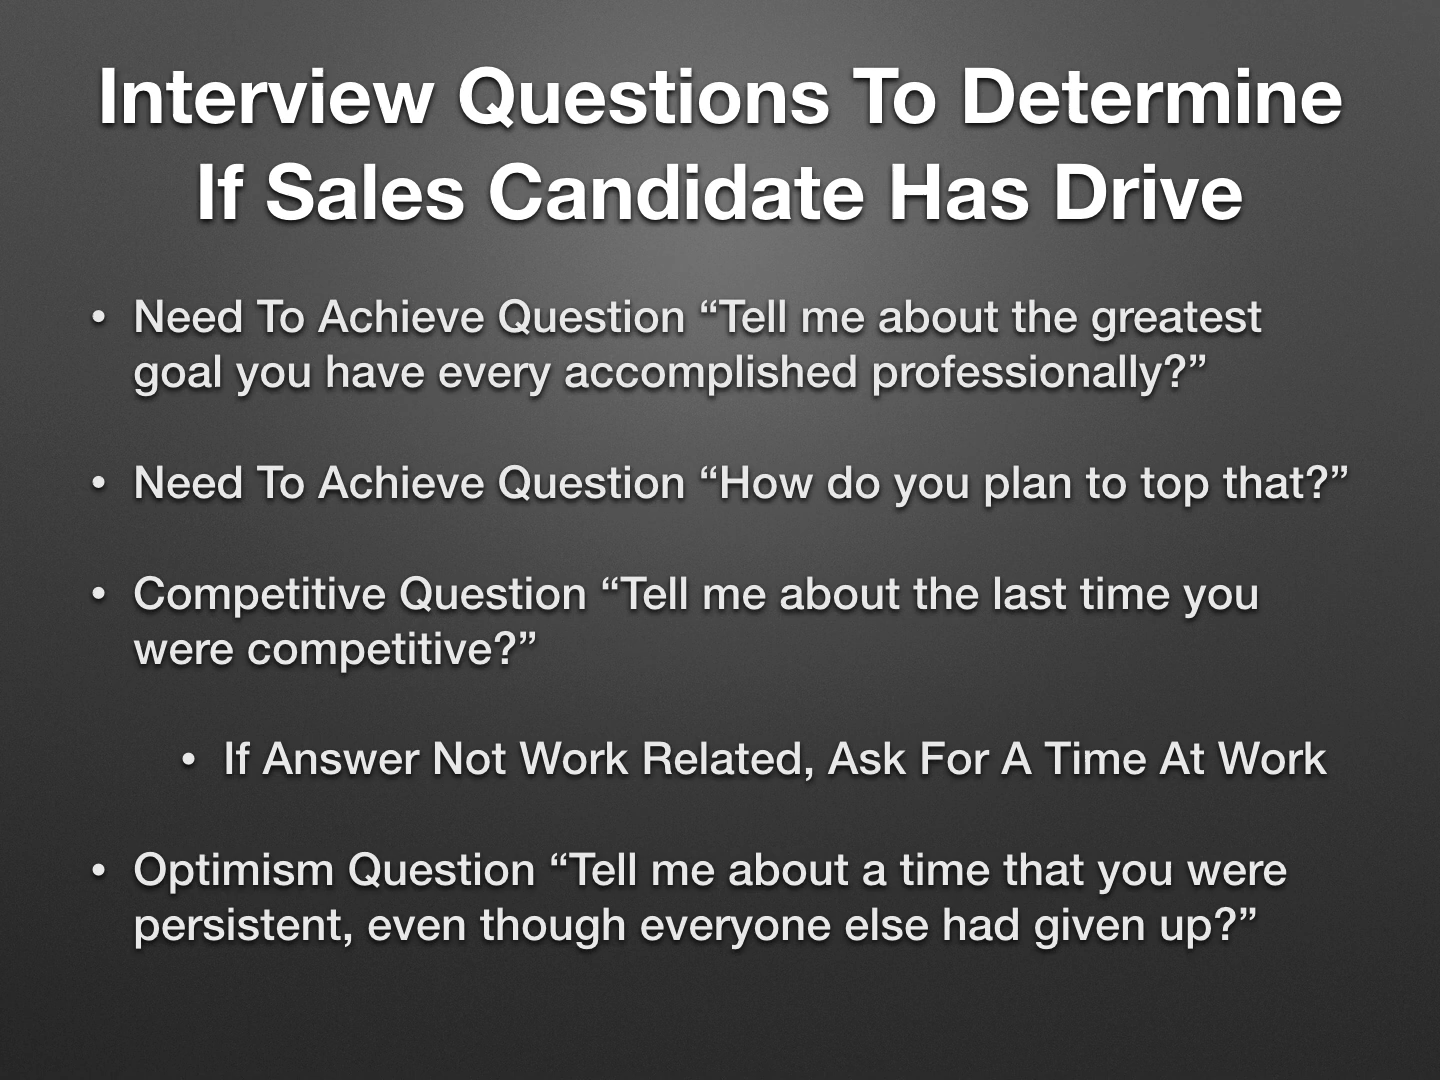 Interview Questions To Determine
If Sales Candidate Has Drive
• Need To Achieve Question “Tell me about the greatest
goal you have every accomplished professionally?”
• Need To Achieve Question “How do you plan to top that?”
• Competitive Question “Tell me about the last time you
were competitive?”
• If Answer Not Work Related, Ask For A Time At Work
• Optimism Question “Tell me about a time that you were
persistent, even though everyone else had given up?”